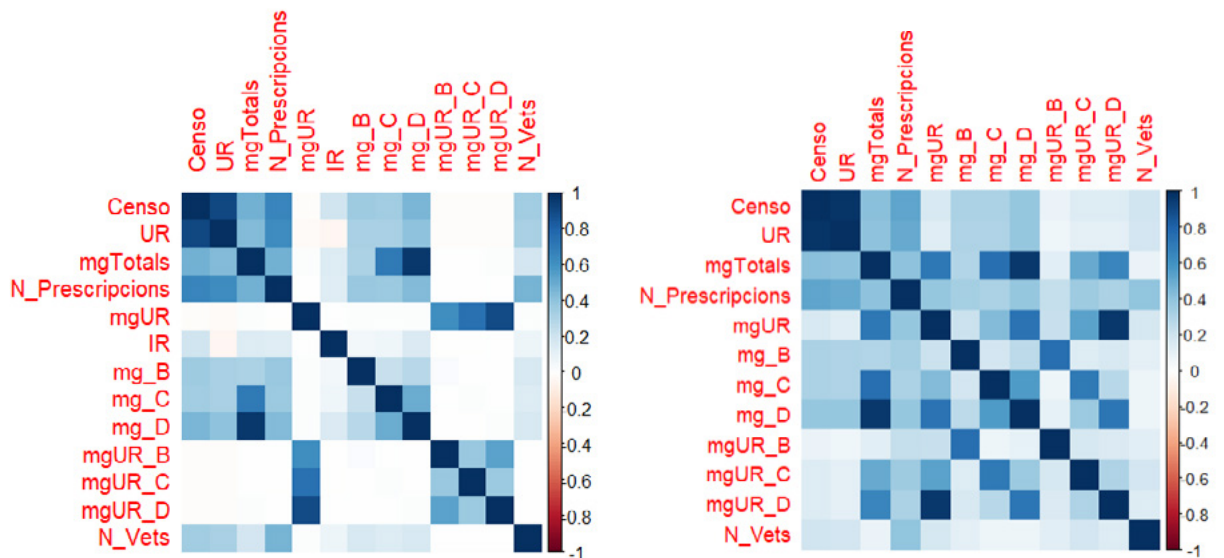 Censo
UR
mgTotals
N_Prescripcions
mgUR
IR
mg_B
mg_C
mg_D
mgUR_B
mgUR_C
mgUR_D
N_Vets
Censo
UR
mgTotals
N_Prescripcions
mgUR
IR
mg_B
mg_C
mg_D
mgUR_B
mgUR_C
mgUR_D
N_Vets
1
0.8
0.6
0.4
0.2
0
-0.2
-0.4
-0.6
-0.8
-1
Censo
UR
mgTotals
N_Prescripcions
mgUR
mg_B
mg_C
mg_D
mgUR_B
mgUR_C
mgUR_D
N_Vets
Censo
UR
mgTotals
N_Prescripcions
mgUR
mg_B
mg_C
mg_D
mgUR_B
mgUR_C
mgUR_D
N_Vets
1
0.8
0.6
0.4
0.2
0
-0.2
-0.4
-0.6
-0.8
-1